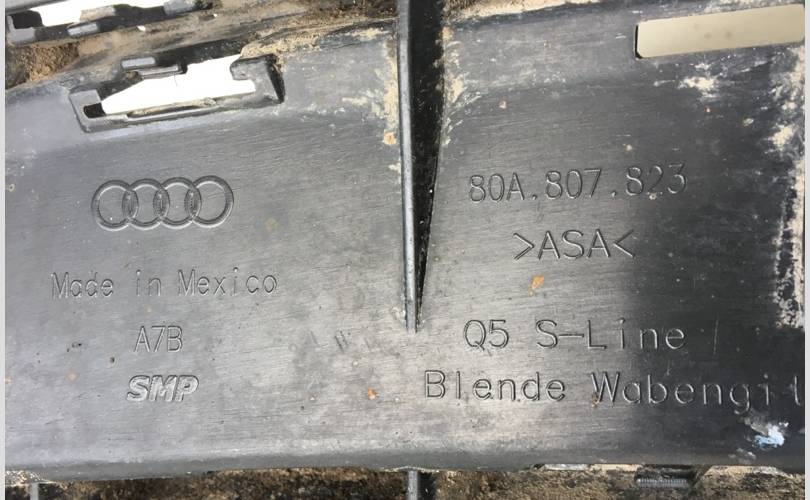 80A.807.823
>ASA<
Made in Mexico
A7B
SMP
Q5 S-Line
Blende Wabengit